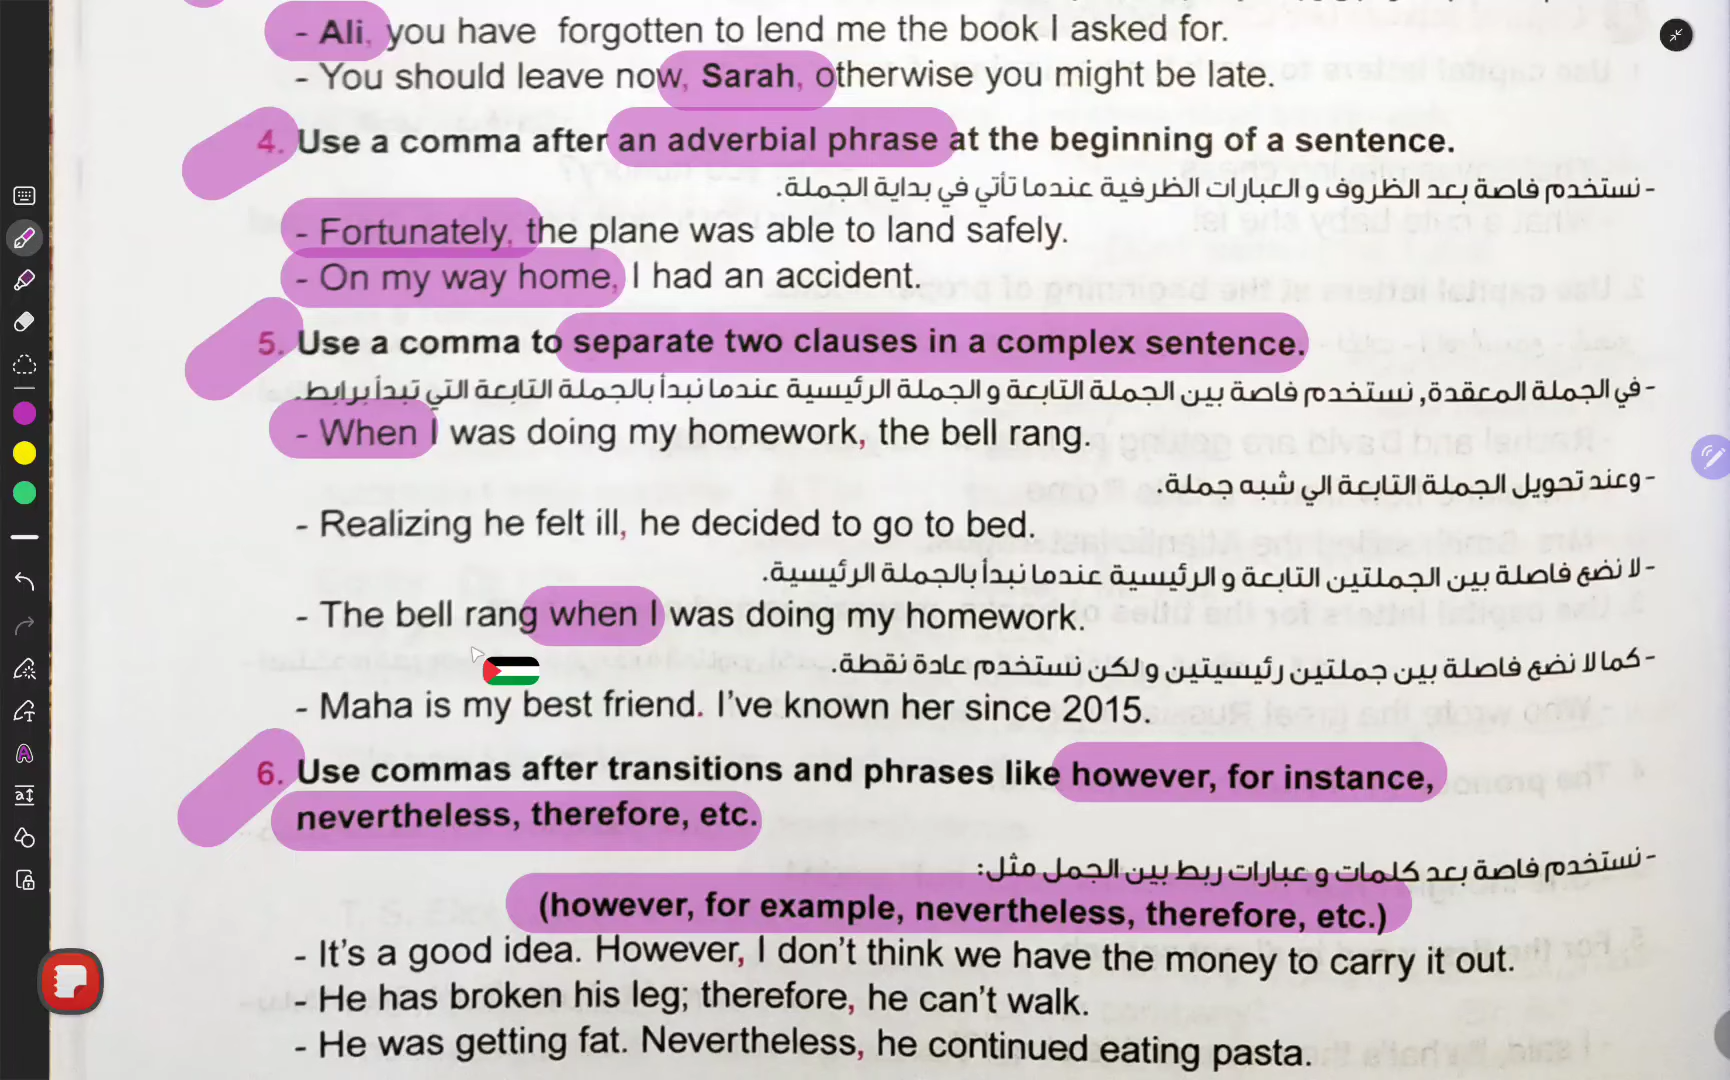 - Ali, you have forgotten to lend me the book I asked for.
- You should leave now, Sarah, otherwise you might be late.
4. Use a comma after an adverbial phrase at the beginning of a sentence.
- نستخدم فاصة بعد الظروف و العبارات الظرفية عندما تأتي في بداية الجملة.
- Fortunately, the plane was able to land safely.
- On my way home, I had an accident.
5. Use a comma to separate two clauses in a complex sentence.
- في الجملة المعقدة, نستخدم فاصة بين الجملة التابعة و الجملة الرئيسية عندما نبدأ بالجملة التابعة التي تبدأ برابط.
- When I was doing my homework, the bell rang.
- وعند تحويل الجملة التابعة الي شبه جملة.
- Realizing he felt ill, he decided to go to bed.
- لا نضع فاصلة بين الجملتين التابعة و الرئيسية عندما نبدأ بالجملة الرئيسية.
- The bell rang when I was doing my homework.
- كما لا نضع فاصلة بين جملتين رئيسيتين ولكن نستخدم عادة نقطة.
- Maha is my best friend. I've known her since 2015.
6. Use commas after transitions and phrases like however, for instance,
nevertheless, therefore, etc.
- نستخدم فاصة بعد كلمات و عبارات ربط بين الجمل مثل:
(however, for example, nevertheless, therefore, etc.)
- It's a good idea. However, I don't think we have the money to carry it out.
- He has broken his leg; therefore, he can't walk.
- He was getting fat. Nevertheless, he continued eating pasta.